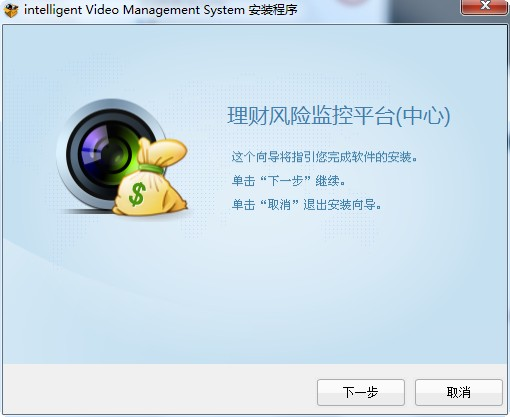 intelligent Video Management System 安装程序
理财风险监控平台(中心)
这个向导将指引您完成软件的安装。
单击“下一步”继续。
单击“取消”退出安装向导。
$
下一步
取消